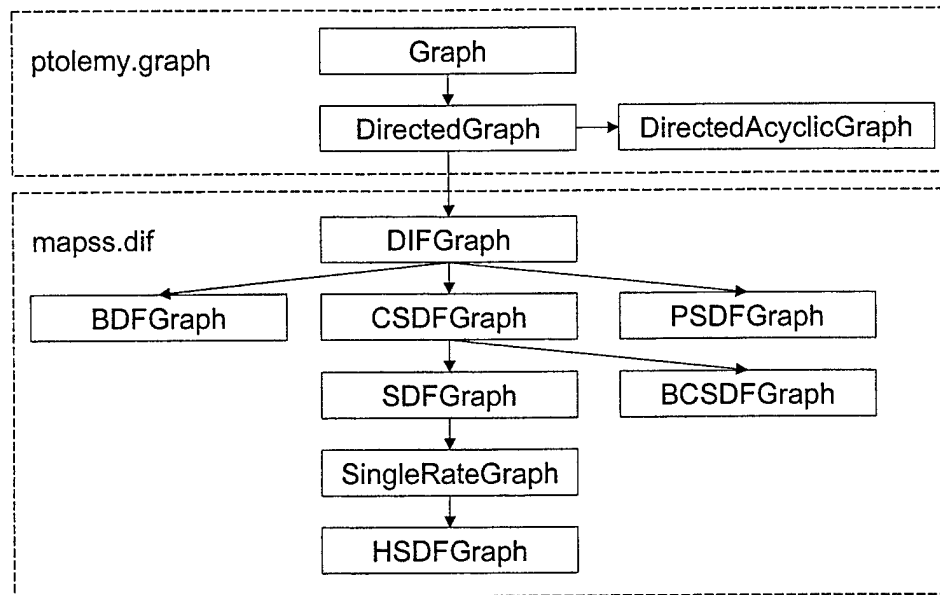 ptolemy.graph
Graph
DirectedGraph
DirectedAcyclicGraph
mapss.dif
DIFGraph
BDFGraph
CSDFGraph
PSDFGraph
SDFGraph
BCSDFGraph
SingleRateGraph
HSDFGraph